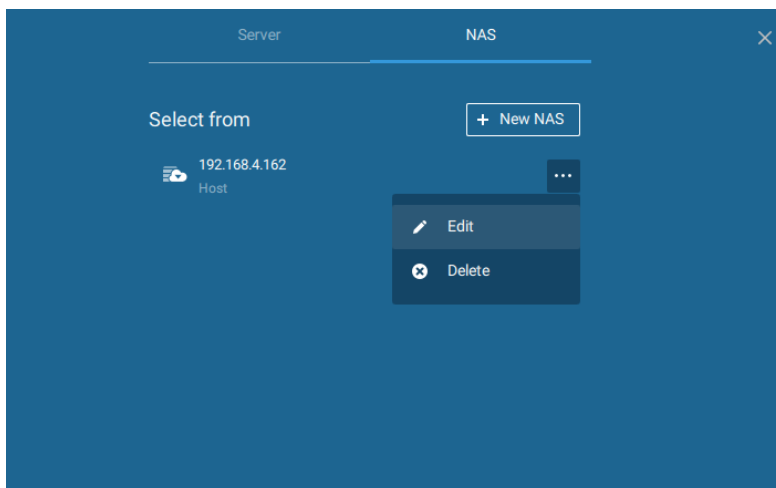 Server
NAS
Select from
+ New NAS
192.168.4.162
Host
Edit
Delete